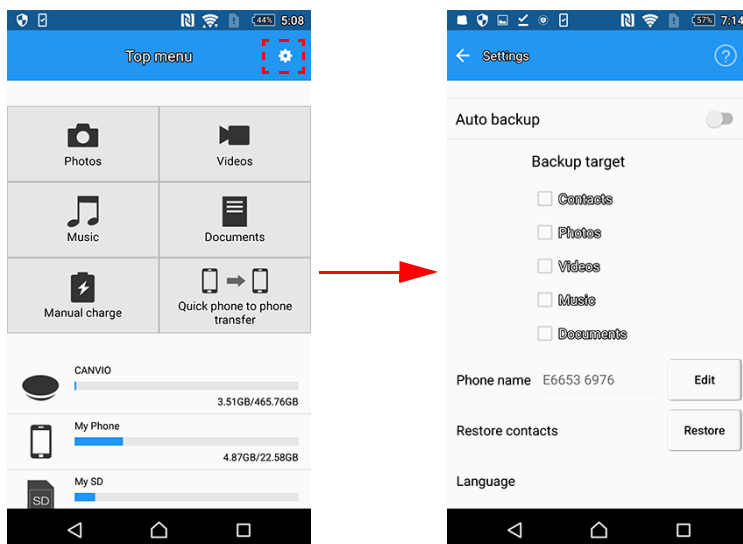 44% 5:08
Top menu
Photos
Videos
Music
Documents
Manual charge
Quick phone to phone
transfer
CANVIO
3.51GB/465.76GB
My Phone
4.87GB/22.58GB
My SD
SD
57% 7:14
Settings
?
Auto backup
Backup target
Contacts
Photos
Videos
Music
Documents
Phone name E6653 6976 Edit
Restore contacts Restore
Language